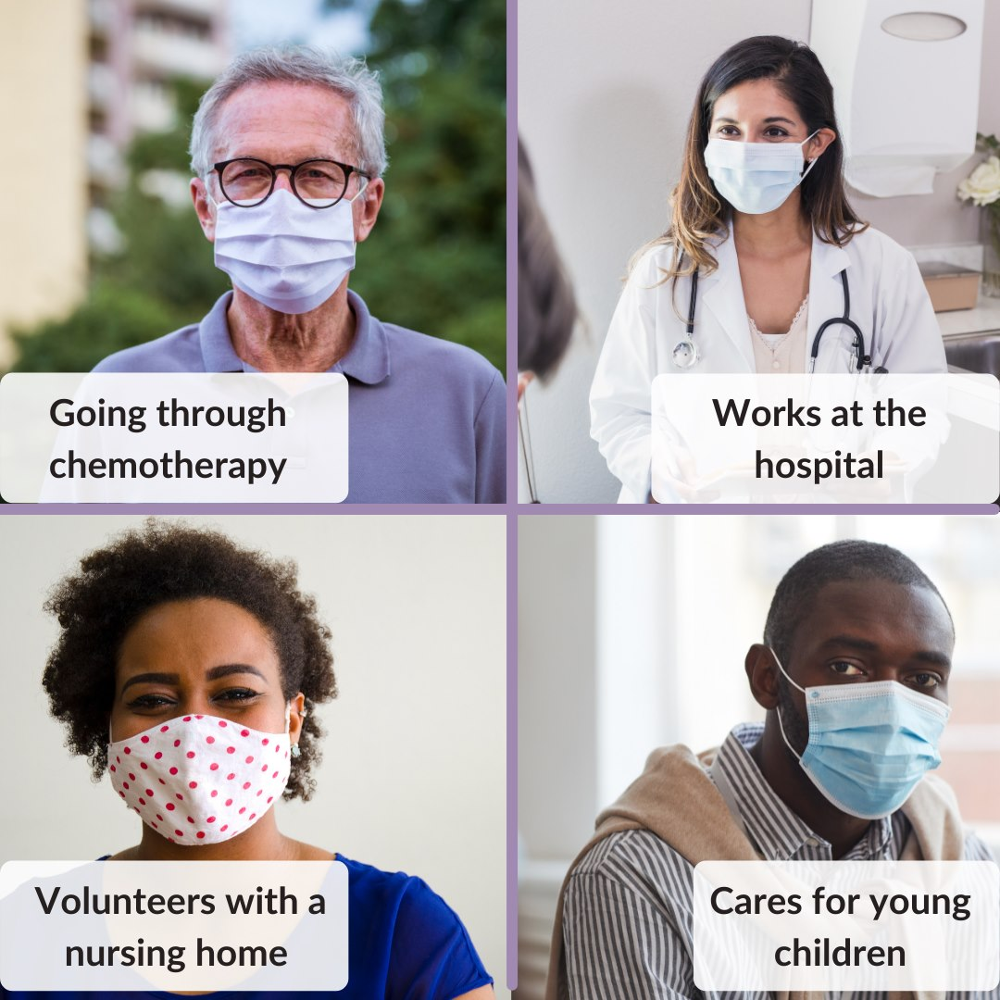 Going through
chemotherapy
Works at the
hospital
Volunteers with a
nursing home
Cares for young
children